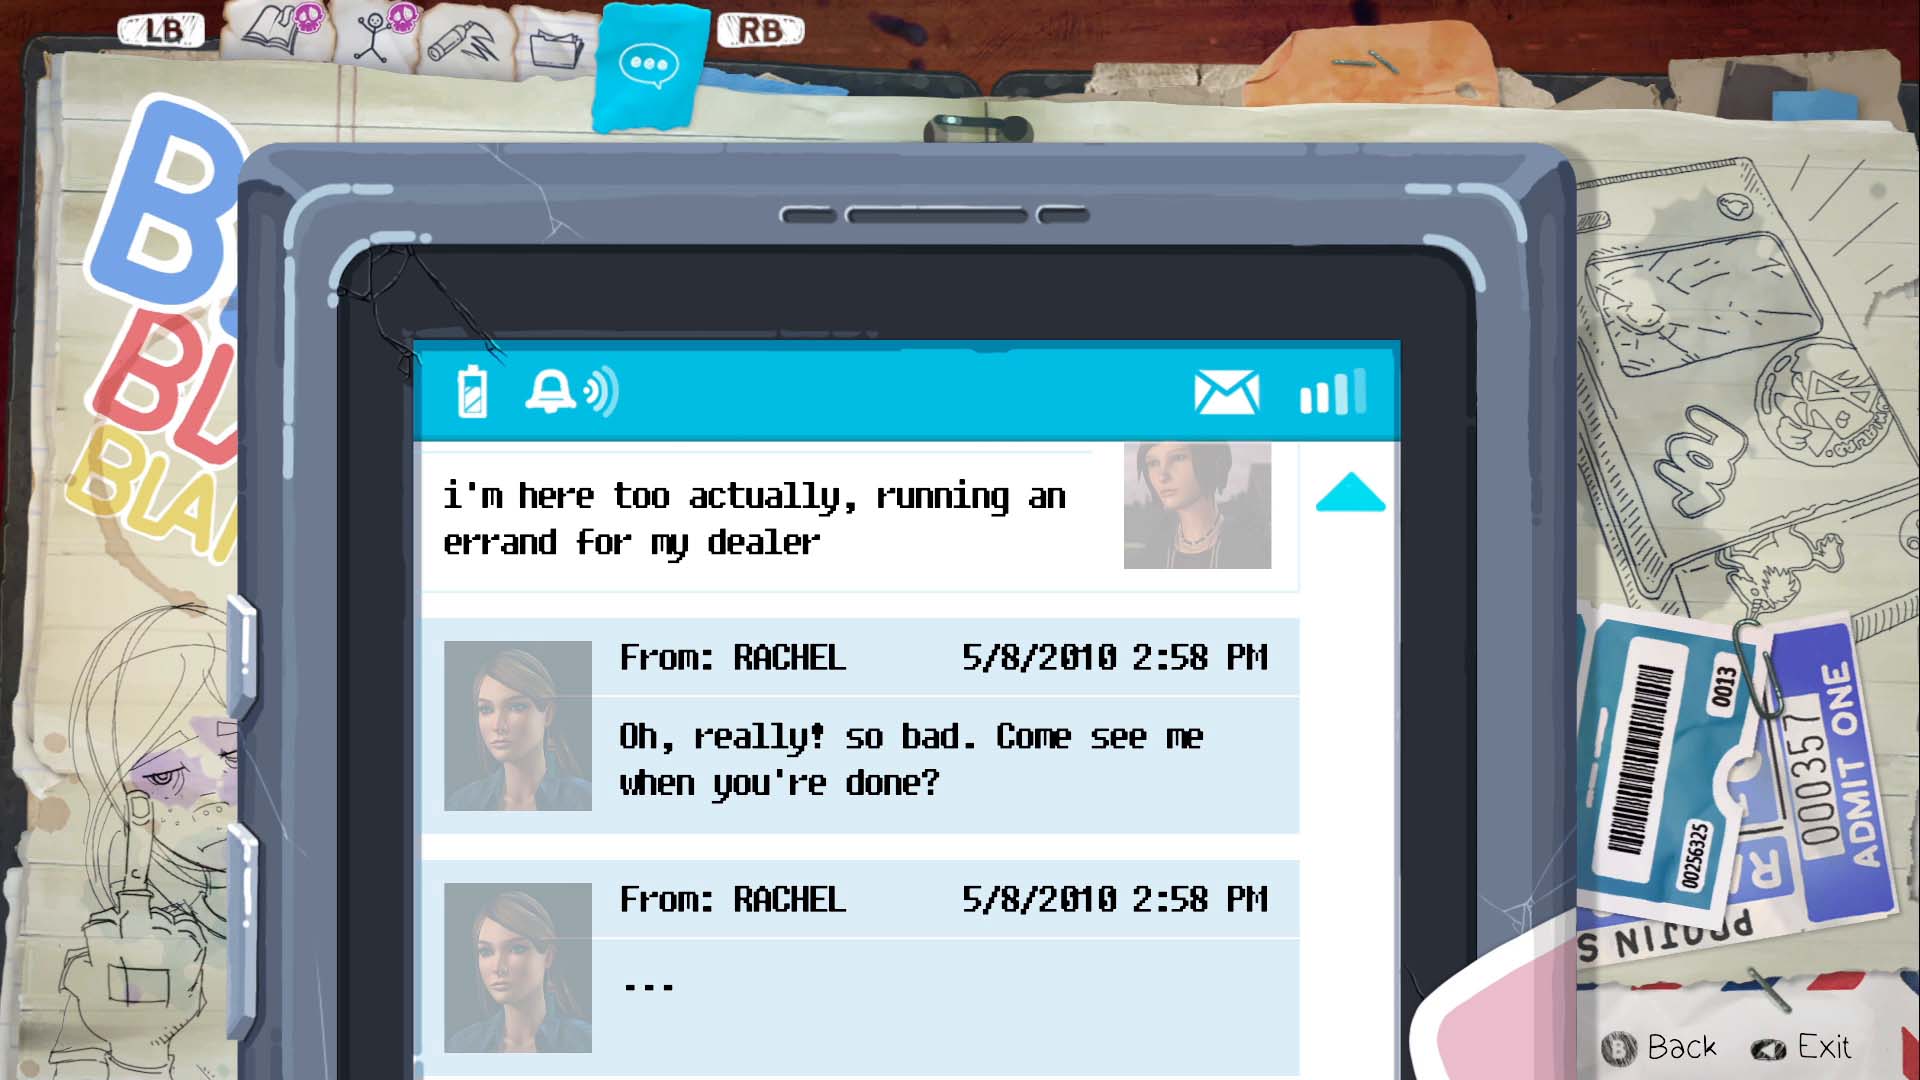 LB
RB
i'm here too actually, running an
errand for my dealer
From: RACHEL 5/8/2010 2:58 PM
Oh, really! so bad. Come see me
when you're done?
From: RACHEL 5/8/2010 2:58 PM
---
0013
00256325
000357
ADMIT ONE
B Back
Exit